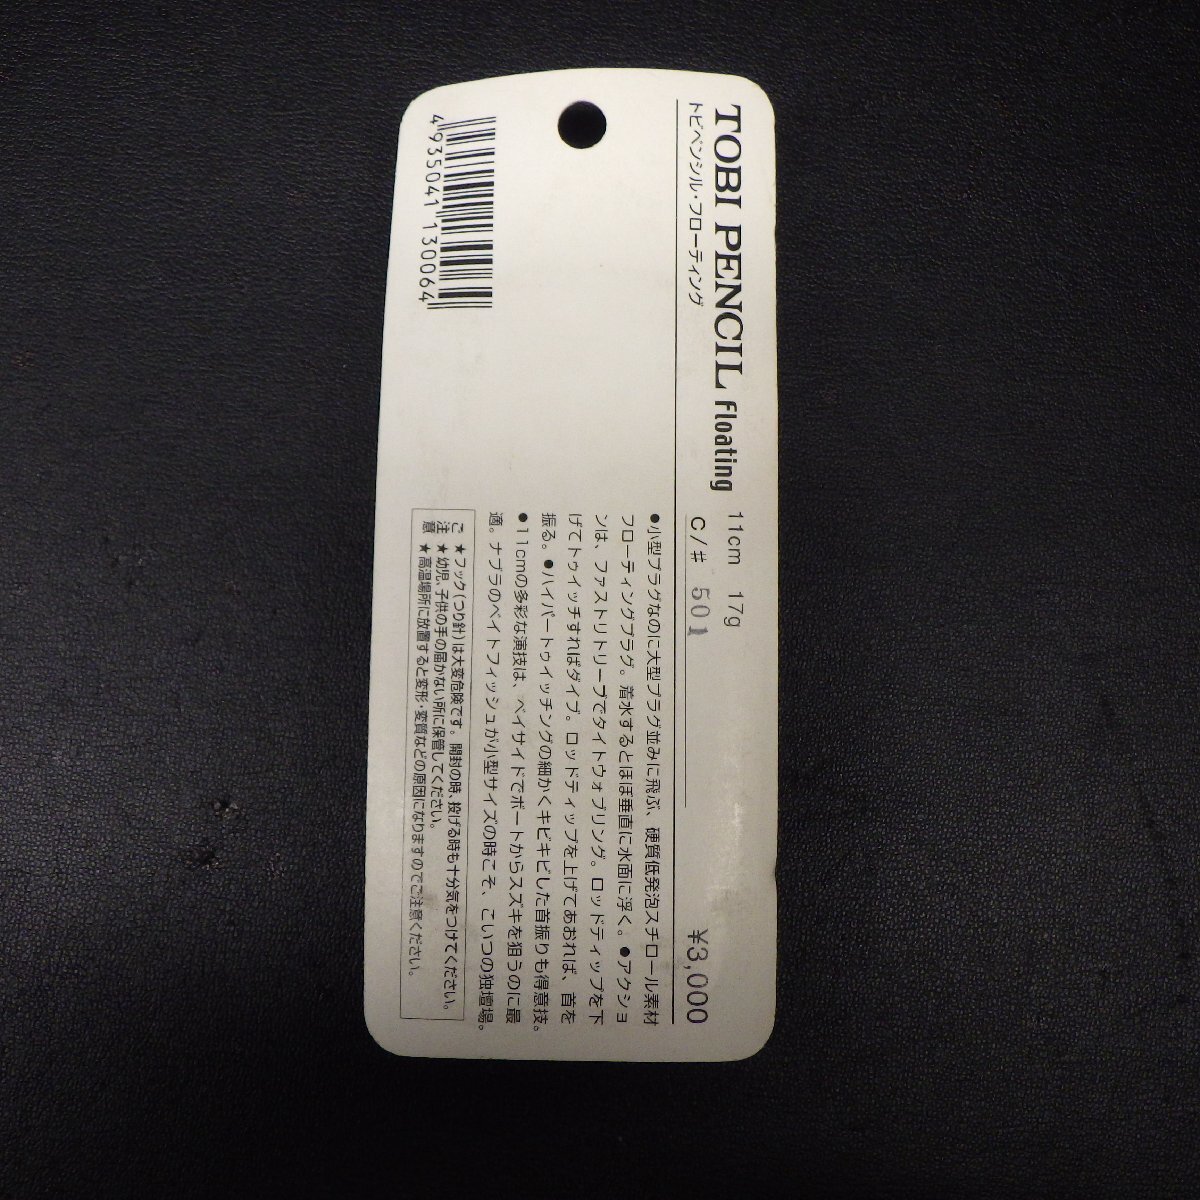 TOBI PENCIL Floating 11cm 17g
トビペンシル・フローティング
C/# 501
¥3,000
●小型プラグなのに大型プラグ並みに飛ぶ、硬質低発泡スチロール素材
フローティングプラグ。着水するとほぼ垂直に水面に浮く。●アクショ
ンは、ファストリトリーブでタイトウォブリング。ロッドティップを下
げてトゥイッチすればダイブ。ロッドティップを上げてあおれば、首を
振る。●ハイパートゥイッチングの細かくキビキビした首振りも得意技。
●11cmの多彩な演技は、ベイサイドでボートからスズキを狙うのに最
適。ナブラのベイトフィッシュが小型サイズの時こそ、こいつの独壇場。
ご注意
★フック(つり針)は大変危険です。開封の時、投げる時も十分気をつけてください。
★幼児、子供の手の届かない所に保管してください。
★高温場所に放置すると変形・変質などの原因になりますのでご注意ください。
4935041130064